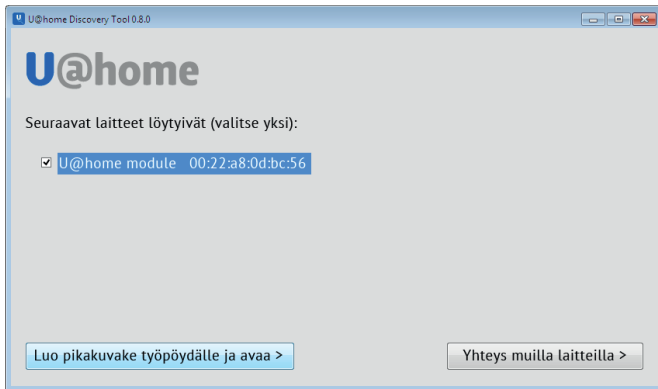 U@home Discovery Tool 0.8.0
U@home
Seuraavat laitteet löytyivät (valitse yksi):
U@home module 00:22:a8:0d:bc:56
Luo pikakuvake työpöydälle ja avaa >
Yhteys muilla laitteilla >